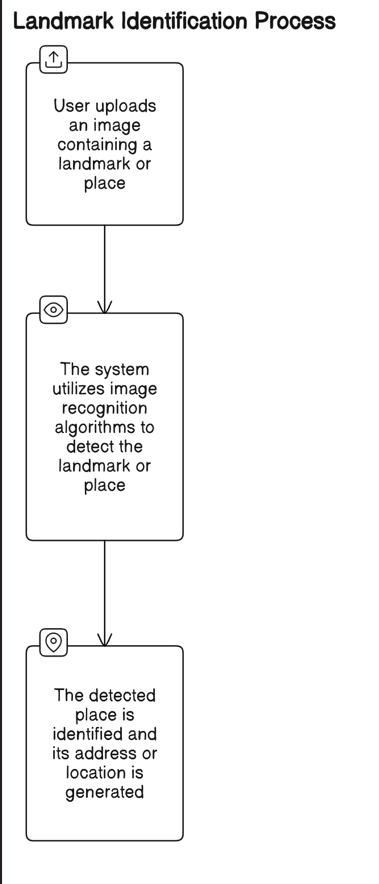 Landmark Identification Process
User uploads
an image
containing a
landmark or
place
The system
utilizes image
recognition
algorithms to
detect the
landmark or
place
The detected
place is
identified and
its address or
location is
generated